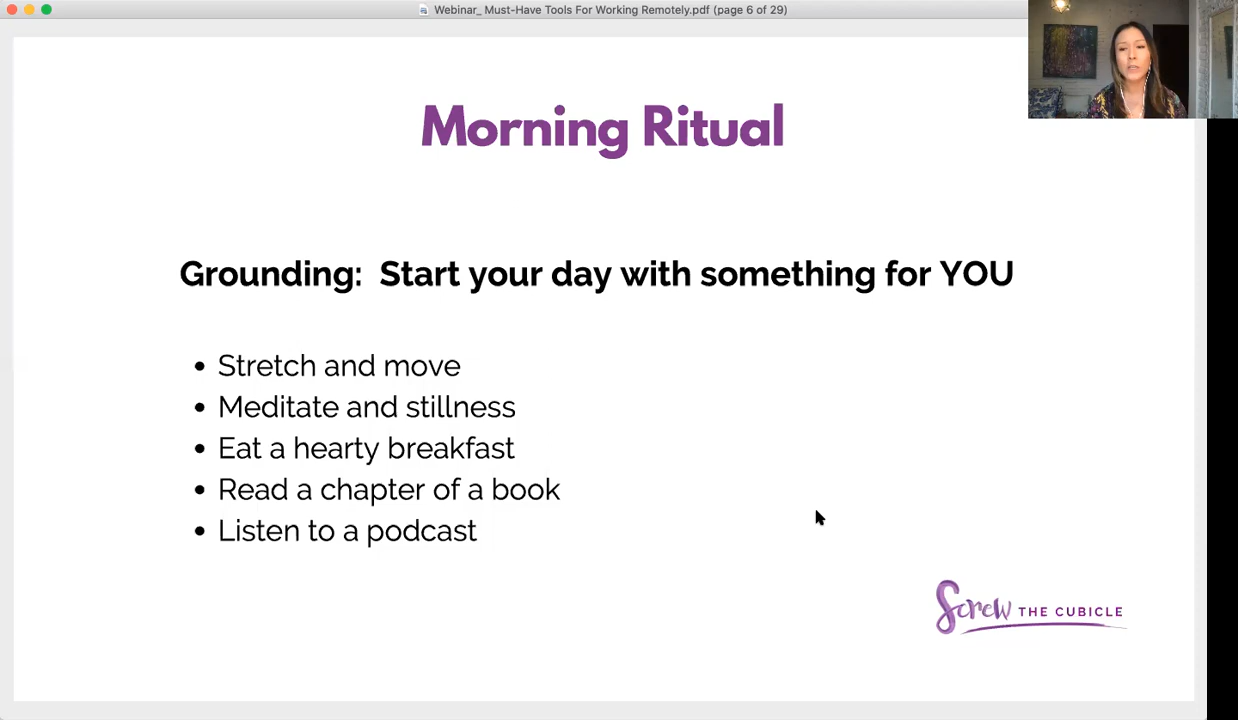 Webinar_ Must-Have Tools For Working Remotely.pdf (page 6 of 29)
Morning Ritual
Grounding: Start your day with something for YOU
• Stretch and move
• Meditate and stillness
• Eat a hearty breakfast
• Read a chapter of a book
• Listen to a podcast
Screw THE CUBICLE